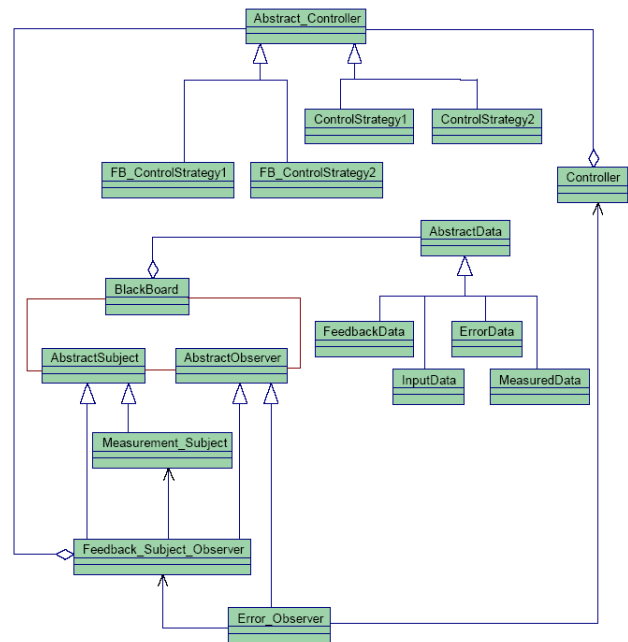 Abstract_Controller
ControlStrategy1
ControlStrategy2
FB_ControlStrategy1
FB_ControlStrategy2
Controller
AbstractData
BlackBoard
FeedbackData
ErrorData
AbstractSubject
AbstractObserver
InputData
MeasuredData
Measurement_Subject
Feedback_Subject_Observer
Error_Observer